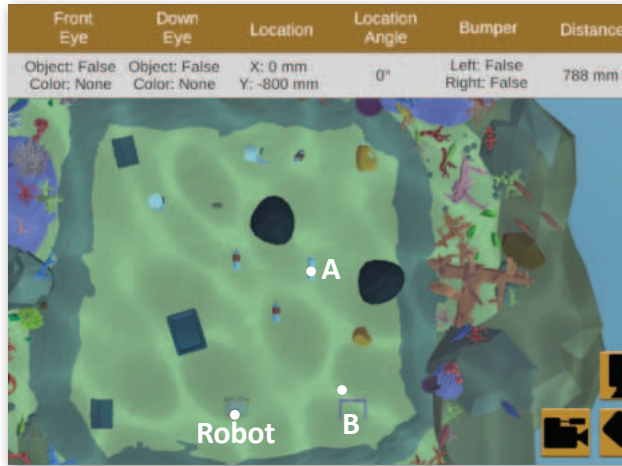 Front Eye
Down Eye
Location
Location Angle
Bumper
Distance
Object: False
Color: None
Object: False
Color: None
X: 0 mm
Y: -800 mm
0°
Left: False
Right: False
788 mm
A
B
Robot